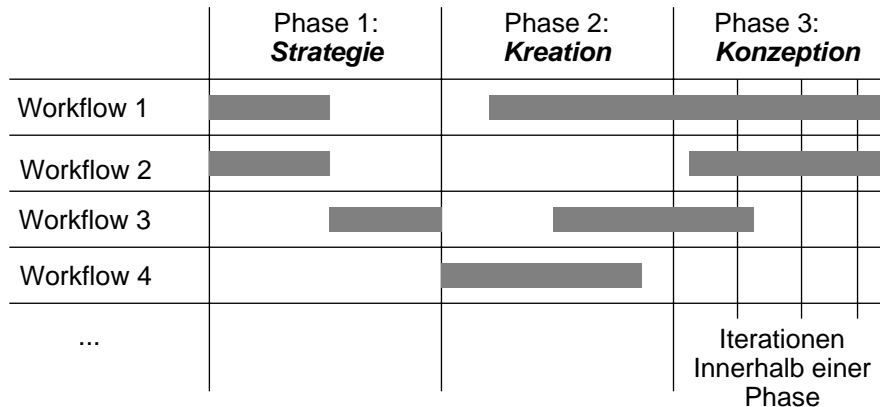 Phase 1:
Strategie
Phase 2:
Kreation
Phase 3:
Konzeption
Workflow 1
Workflow 2
Workflow 3
Workflow 4
...
Iterationen
Innerhalb einer
Phase